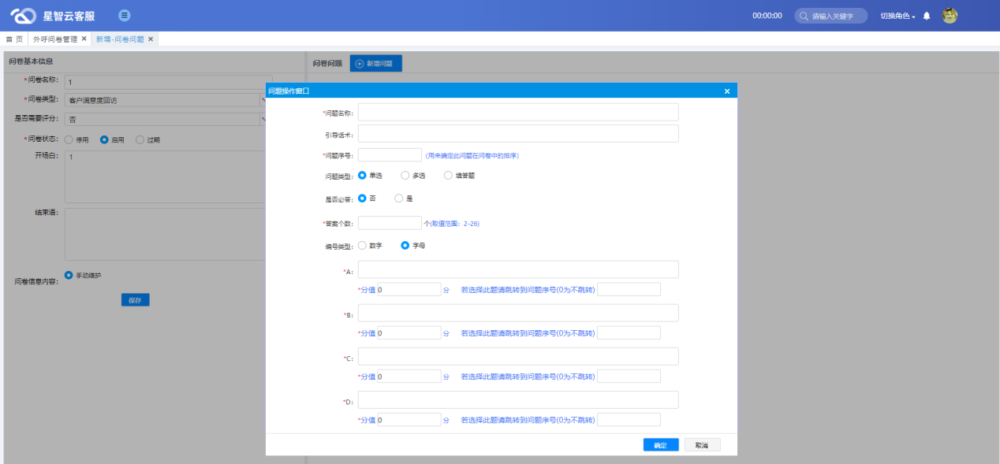 星智云客服
00:00:00
请输入关键字
切换角色
首 页
外呼问卷管理 ×
新增-问卷问题 ×
问卷基本信息
*问卷名称: 1
*问卷类型: 客户满意度回访
是否需要评分: 否
*问卷状态: 停用 启用 过期
开场白: 1
结束语:
问卷信息内容: 手动维护
保存
问卷问题
新增问题
问题操作窗口 ×
*问题名称:
引导话术:
*问题序号: (用来确定此问题在问卷中的排序)
问题类型: 单选 多选 填答题
是否必答: 否 是
*答案个数: 个(取值范围: 2-26)
编号类型: 数字 字母
*A:
*分值 0 分 若选择此题请跳转到问题序号(0为不跳转)
*B:
*分值 0 分 若选择此题请跳转到问题序号(0为不跳转)
*C:
*分值 0 分 若选择此题请跳转到问题序号(0为不跳转)
*D:
*分值 0 分 若选择此题请跳转到问题序号(0为不跳转)
确定
取消